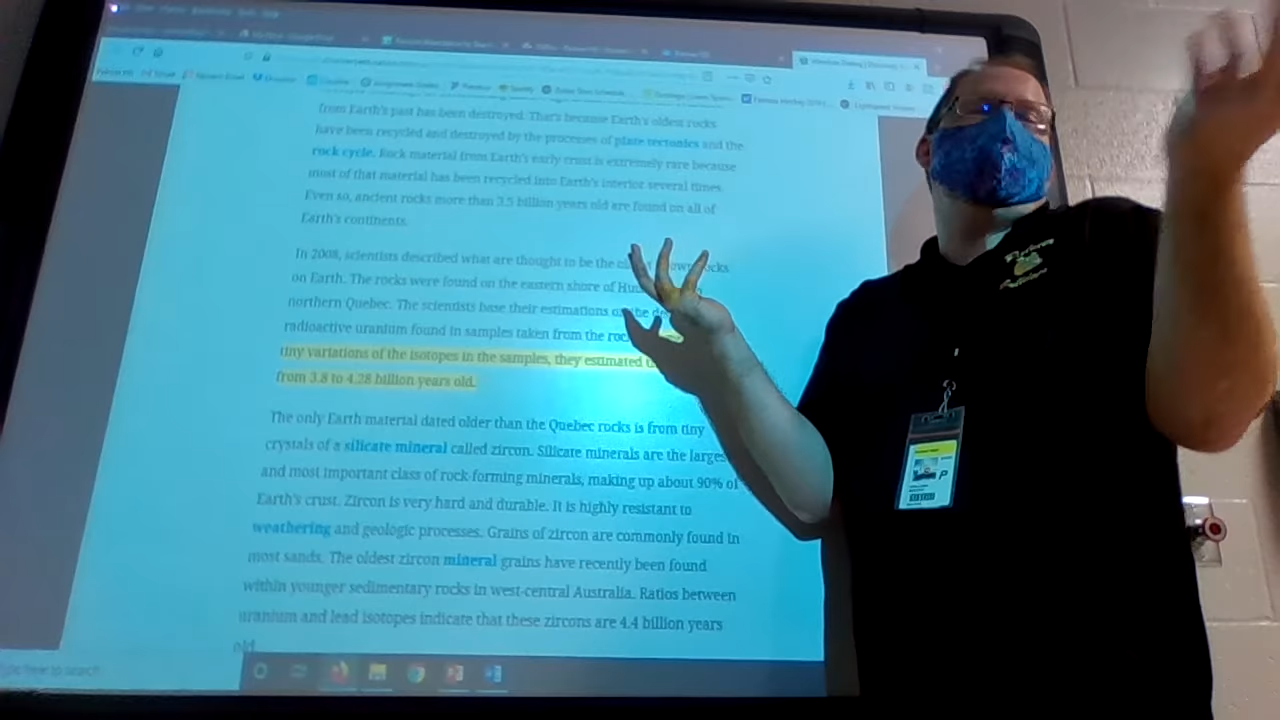 from Earth's past has been destroyed. That's because Earth's oldest rocks
have been recycled and destroyed by the processes of plate tectonics and the
rock cycle. Rock material from Earth's early crust is extremely rare because
most of that material has been recycled into Earth's interior several times.
Even so, ancient rocks more than 3.5 billion years old are found on all of
Earth's continents.
In 2008, scientists described what are thought to be the
on Earth. The rocks were found on the eastern shore of
northern Quebec. The scientists base their estimations on the
radioactive uranium found in samples taken from the
tiny variations of the isotopes in the samples, they estimated
from 3.8 to 4.28 billion years old.
The only Earth material dated older than the Quebec rocks is from tiny
crystals of a silicate mineral called zircon. Silicate minerals are the larges
and most important class of rock-forming minerals, making up about 90% of
Earth's crust. Zircon is very hard and durable. It is highly resistant to
weathering and geologic processes. Grains of zircon are commonly found in
most sands. The oldest zircon mineral grains have recently been found
within younger sedimentary rocks in west-central Australia. Ratios between
uranium and lead isotopes indicate that these zircons are 4.4 billion years
old
here to search
P